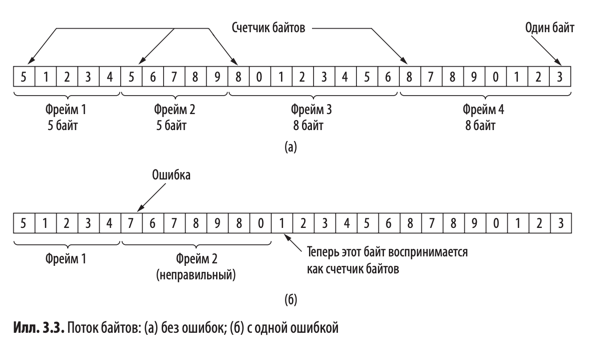 Счетчик байтов
Один байт
5 1 2 3 4 5 6 7 8 9 8 0 1 2 3 4 5 6 8 7 8 9 0 1 2 3
Фрейм 1
5 байт
Фрейм 2
5 байт
Фрейм 3
8 байт
Фрейм 4
8 байт
(а)
Ошибка
5 1 2 3 4 7 6 7 8 9 8 0 1 2 3 4 5 6 8 7 8 9 0 1 2 3
Фрейм 1
Фрейм 2
(неправильный)
Теперь этот байт воспринимается
как счетчик байтов
(б)
Илл. 3.3. Поток байтов: (а) без ошибок; (б) с одной ошибкой